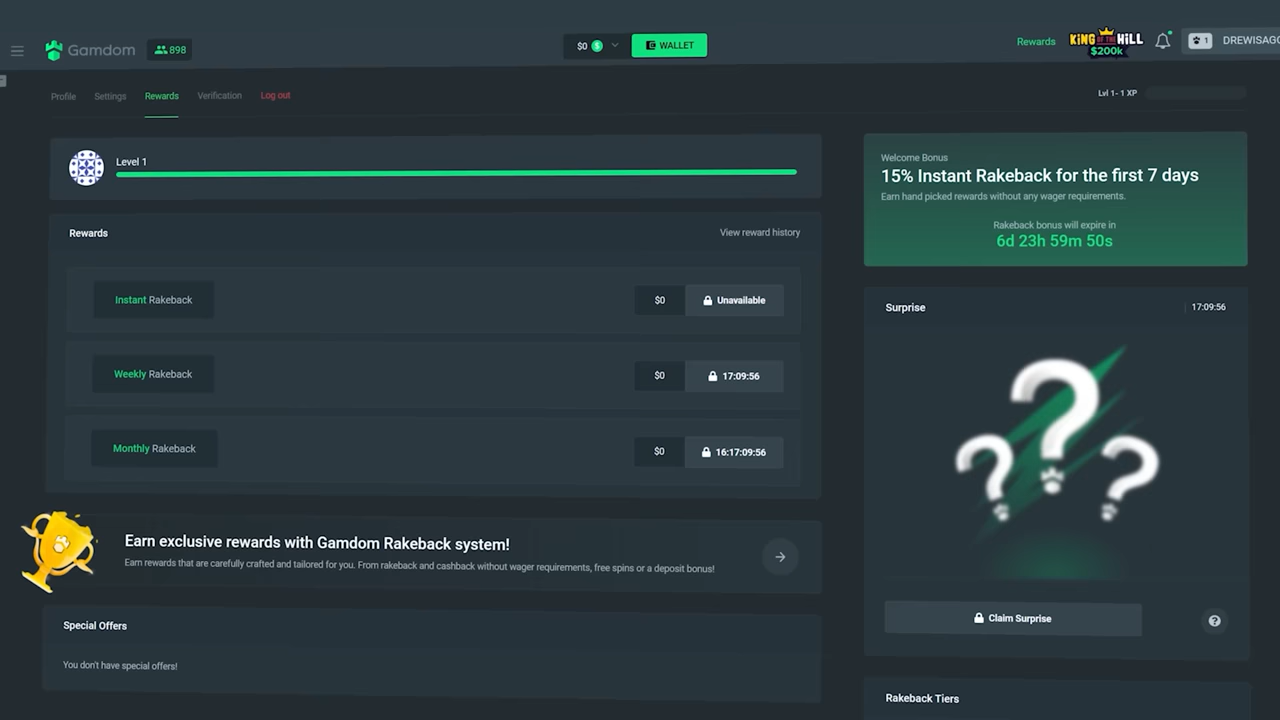 Gamdom
898
$0
WALLET
Rewards
KING OF THE HILL
$200k
1
Profile
Settings
Rewards
Verification
Log out
Lvl 1- 1 XP
Level 1
Welcome Bonus
15% Instant Rakeback for the first 7 days
Earn hand picked rewards without any wager requirements.
Rakeback bonus will expire in
6d 23h 59m 50s
Rewards
View reward history
Instant Rakeback
$0
Unavailable
Weekly Rakeback
$0
17:09:56
Monthly Rakeback
$0
16:17:09:56
Surprise
17:09:56
???
Claim Surprise
?
Earn exclusive rewards with Gamdom Rakeback system!
Earn rewards that are carefully crafted and tailored for you. From rakeback and cashback without wager requirements, free spins or a deposit bonus!
Special Offers
You don't have special offers!
Rakeback Tiers